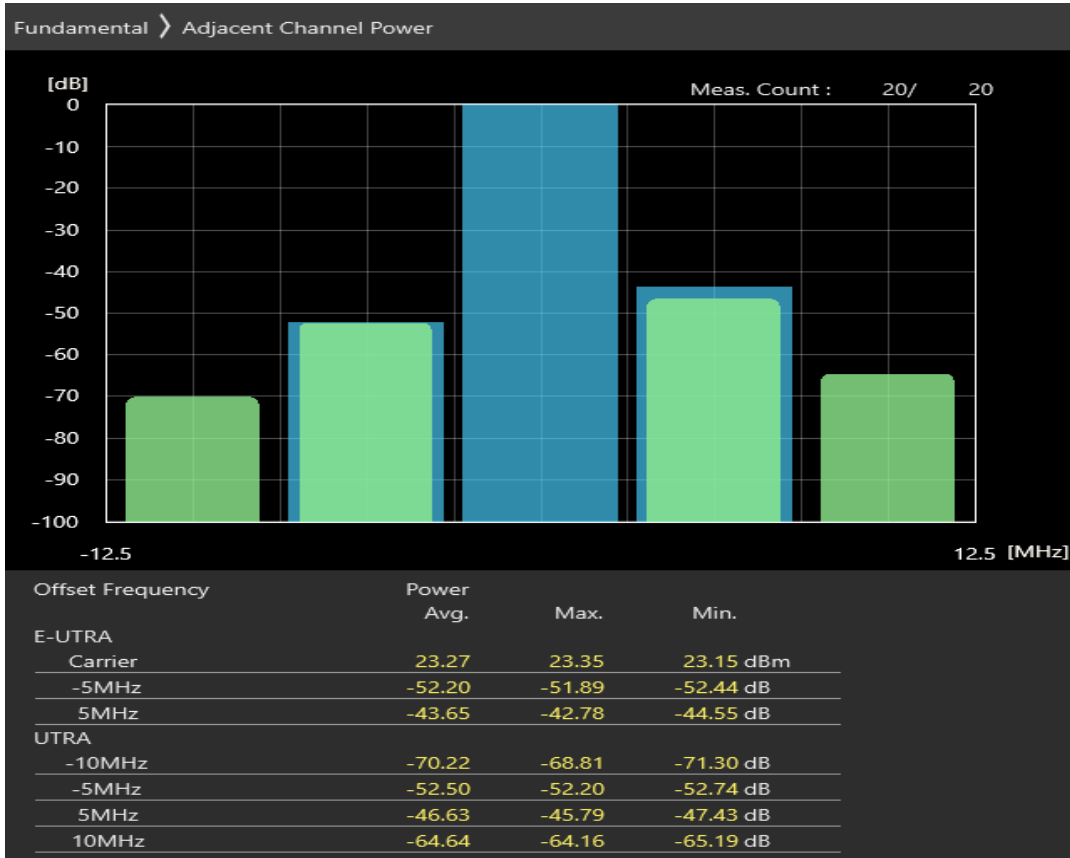 Fundamental ❯ Adjacent Channel Power
[dB]
Meas. Count : 20/ 20
0
-10
-20
-30
-40
-50
-60
-70
-80
-90
-100
-12.5 12.5 [MHz]
Offset Frequency Power
Avg. Max. Min.
E-UTRA
Carrier 23.27 23.35 23.15 dBm
-5MHz -52.20 -51.89 -52.44 dB
5MHz -43.65 -42.78 -44.55 dB
UTRA
-10MHz -70.22 -68.81 -71.30 dB
-5MHz -52.50 -52.20 -52.74 dB
5MHz -46.63 -45.79 -47.43 dB
10MHz -64.64 -64.16 -65.19 dB